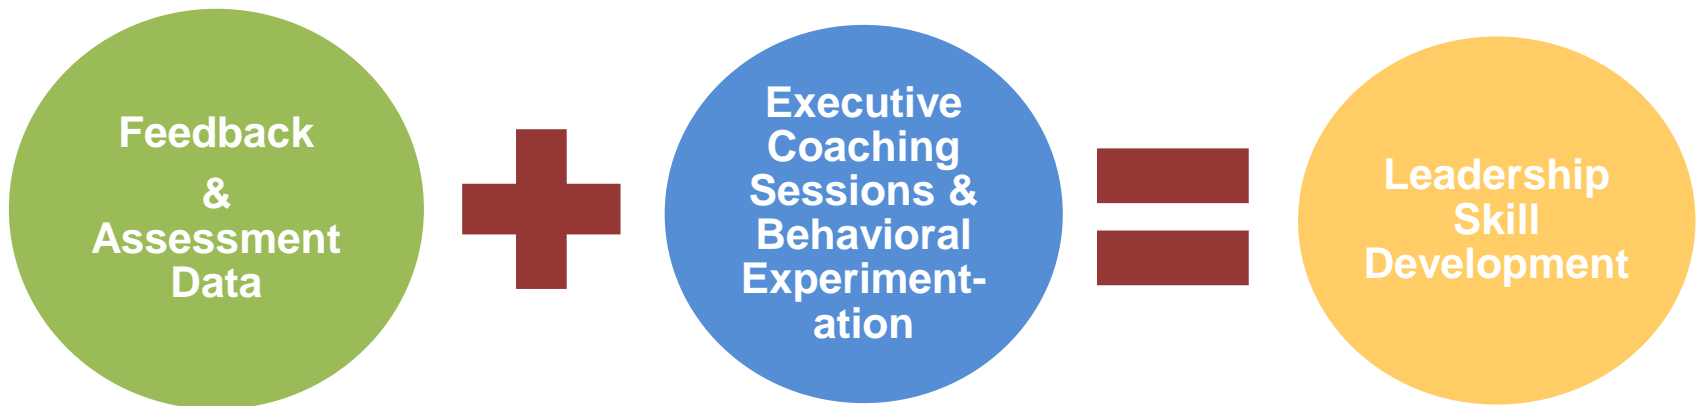 Feedback
&
Assessment
Data
Executive
Coaching
Sessions &
Behavioral
Experiment-
ation
Leadership
Skill
Development